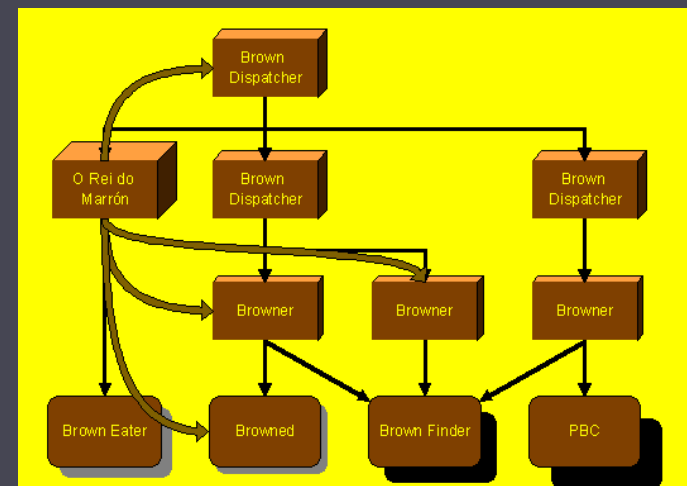 Brown
Dispatcher
O Rei do
Marrón
Brown
Dispatcher
Brown
Dispatcher
Browner
Browner
Browner
Brown Eater
Browned
Brown Finder
PBC